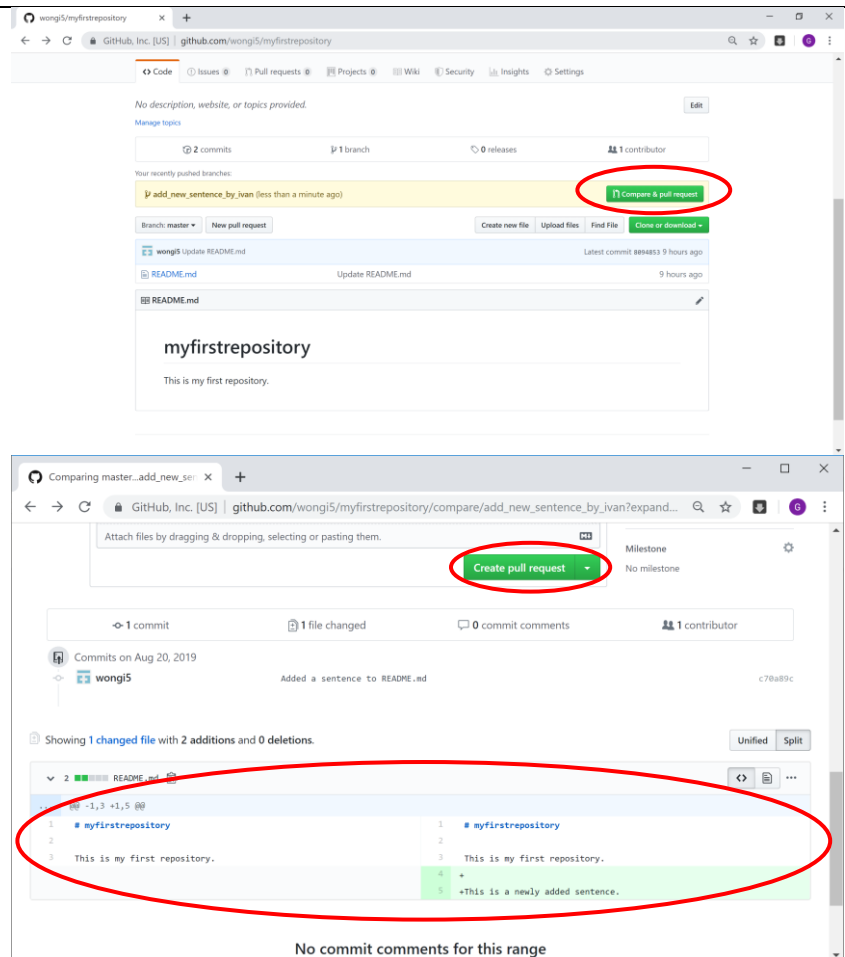 wongi5/myfirstrepository
GitHub, Inc. [US] | github.com/wongi5/myfirstrepository
G
Code Issues 0 Pull requests 0 Projects 0 Wiki Security Insights Settings
No description, website, or topics provided. Edit
Manage topics
2 commits 1 branch 0 releases 1 contributor
Your recently pushed branches:
add_new_sentence_by_ivan (less than a minute ago) Compare & pull request
Branch: master New pull request Create new file Upload files Find File Clone or download
wongi5 Update README.md Latest commit 8094853 9 hours ago
README.md Update README.md 9 hours ago
README.md
myfirstrepository
This is my first repository.
Comparing master...add_new_sen
GitHub, Inc. [US] | github.com/wongi5/myfirstrepository/compare/add_new_sentence_by_ivan?expand...
G
Attach files by dragging & dropping, selecting or pasting them.
Milestone
Create pull request No milestone
1 commit 1 file changed 0 commit comments 1 contributor
Commits on Aug 20, 2019
wongi5 Added a sentence to README.md c70a89c
Showing 1 changed file with 2 additions and 0 deletions. Unified Split
2 README.md
... @@ -1,3 +1,5 @@
1 # myfirstrepository 1 # myfirstrepository
2 2
3 This is my first repository. 3 This is my first repository.
4 +
5 +This is a newly added sentence.
No commit comments for this range